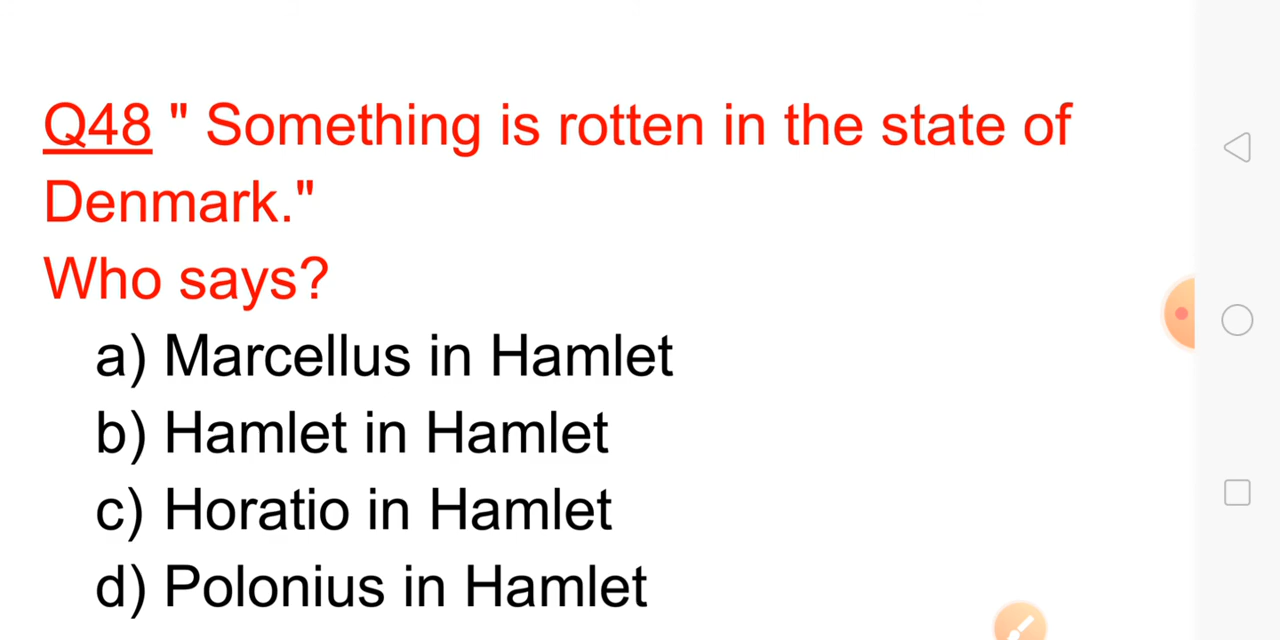 Q48 " Something is rotten in the state of
Denmark."
Who says?
a) Marcellus in Hamlet
b) Hamlet in Hamlet
c) Horatio in Hamlet
d) Polonius in Hamlet